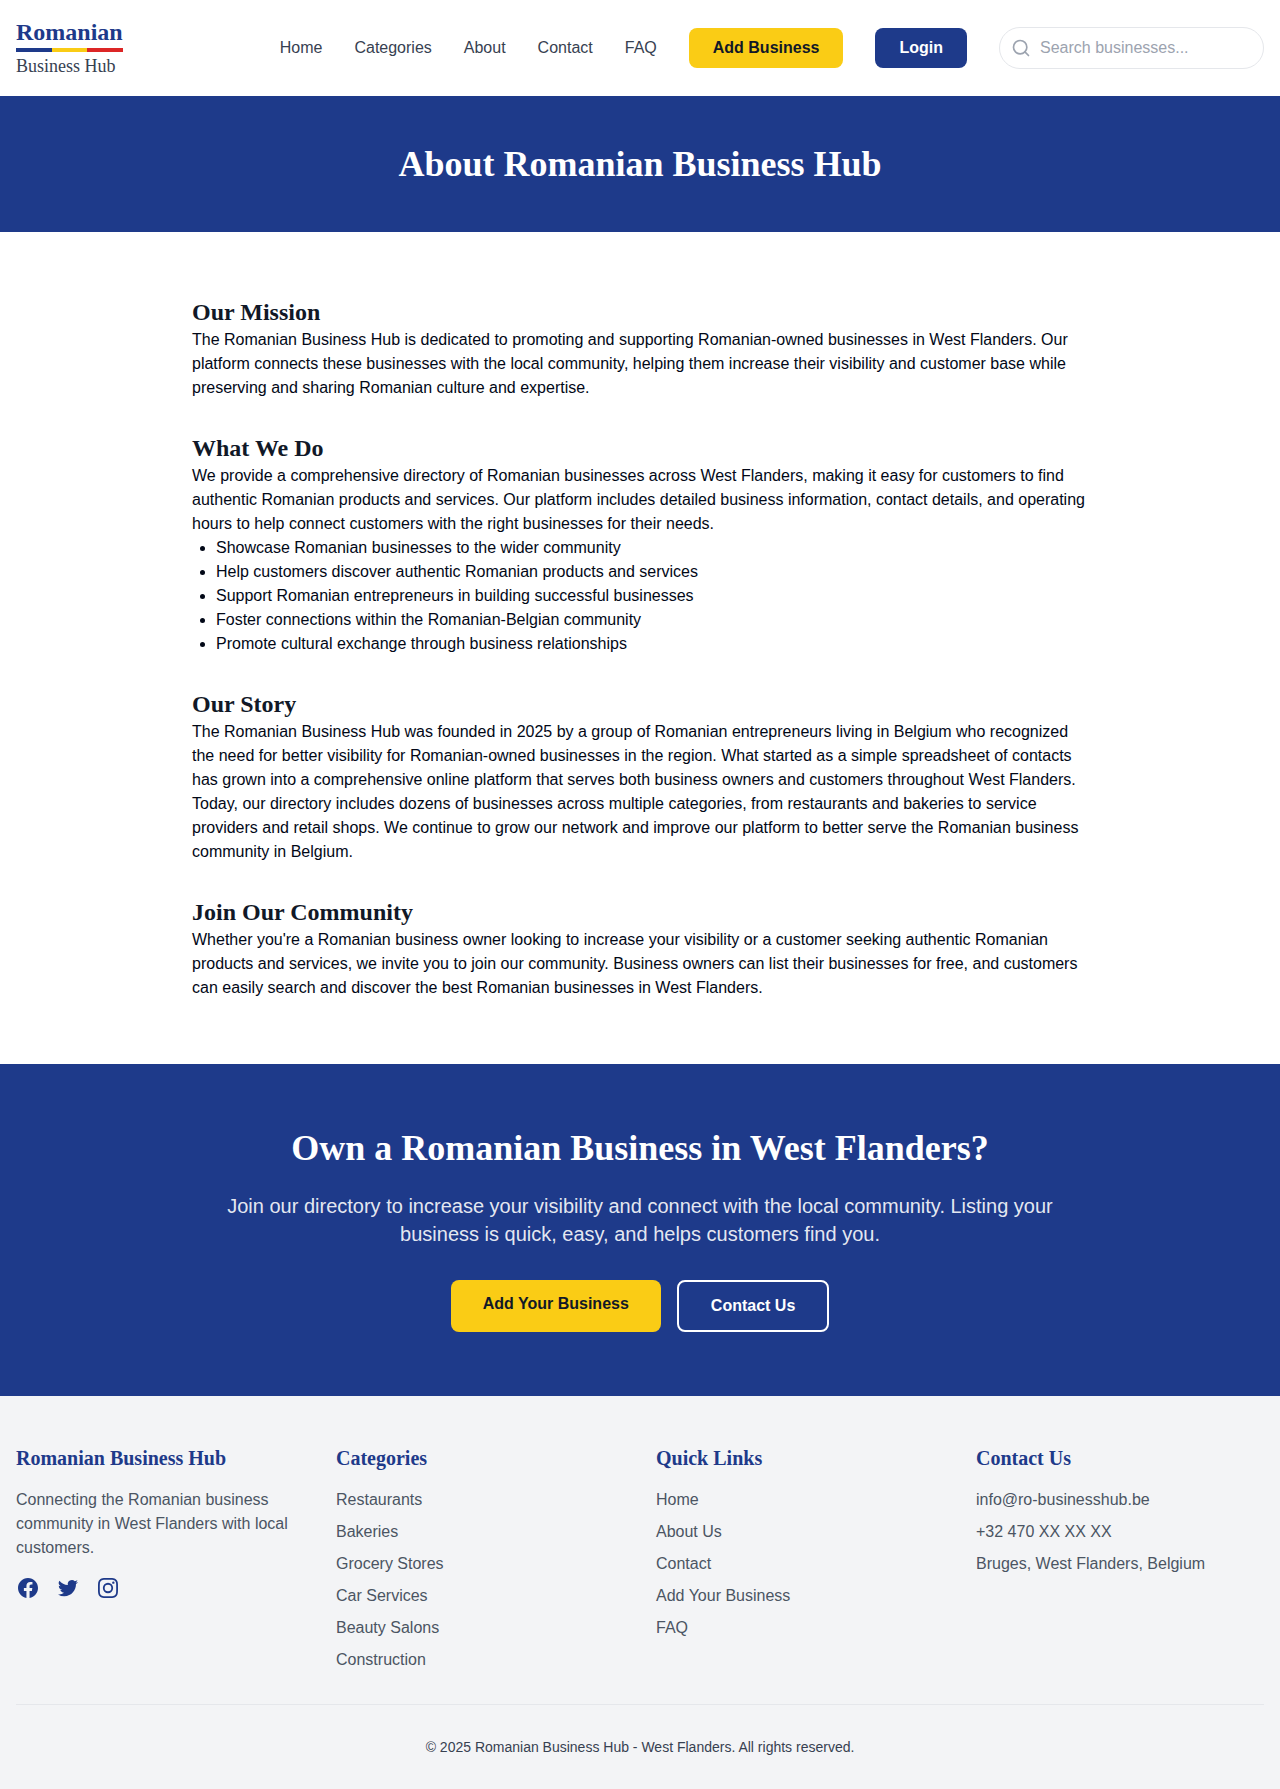 Romanian
Business Hub
Home
Categories
About
Contact
FAQ
Add Business
Login
Search businesses...
About Romanian Business Hub
Our Mission
The Romanian Business Hub is dedicated to promoting and supporting Romanian-owned businesses in West Flanders. Our
platform connects these businesses with the local community, helping them increase their visibility and customer base while
preserving and sharing Romanian culture and expertise.
What We Do
We provide a comprehensive directory of Romanian businesses across West Flanders, making it easy for customers to find
authentic Romanian products and services. Our platform includes detailed business information, contact details, and operating
hours to help connect customers with the right businesses for their needs.
• Showcase Romanian businesses to the wider community
• Help customers discover authentic Romanian products and services
• Support Romanian entrepreneurs in building successful businesses
• Foster connections within the Romanian-Belgian community
• Promote cultural exchange through business relationships
Our Story
The Romanian Business Hub was founded in 2025 by a group of Romanian entrepreneurs living in Belgium who recognized
the need for better visibility for Romanian-owned businesses in the region. What started as a simple spreadsheet of contacts
has grown into a comprehensive online platform that serves both business owners and customers throughout West Flanders.
Today, our directory includes dozens of businesses across multiple categories, from restaurants and bakeries to service
providers and retail shops. We continue to grow our network and improve our platform to better serve the Romanian business
community in Belgium.
Join Our Community
Whether you're a Romanian business owner looking to increase your visibility or a customer seeking authentic Romanian
products and services, we invite you to join our community. Business owners can list their businesses for free, and customers
can easily search and discover the best Romanian businesses in West Flanders.
Own a Romanian Business in West Flanders?
Join our directory to increase your visibility and connect with the local community. Listing your
business is quick, easy, and helps customers find you.
Add Your Business
Contact Us
Romanian Business Hub
Connecting the Romanian business
community in West Flanders with local
customers.
Categories
Restaurants
Bakeries
Grocery Stores
Car Services
Beauty Salons
Construction
Quick Links
Home
About Us
Contact
Add Your Business
FAQ
Contact Us
info@ro-businesshub.be
+32 470 XX XX XX
Bruges, West Flanders, Belgium
© 2025 Romanian Business Hub - West Flanders. All rights reserved.